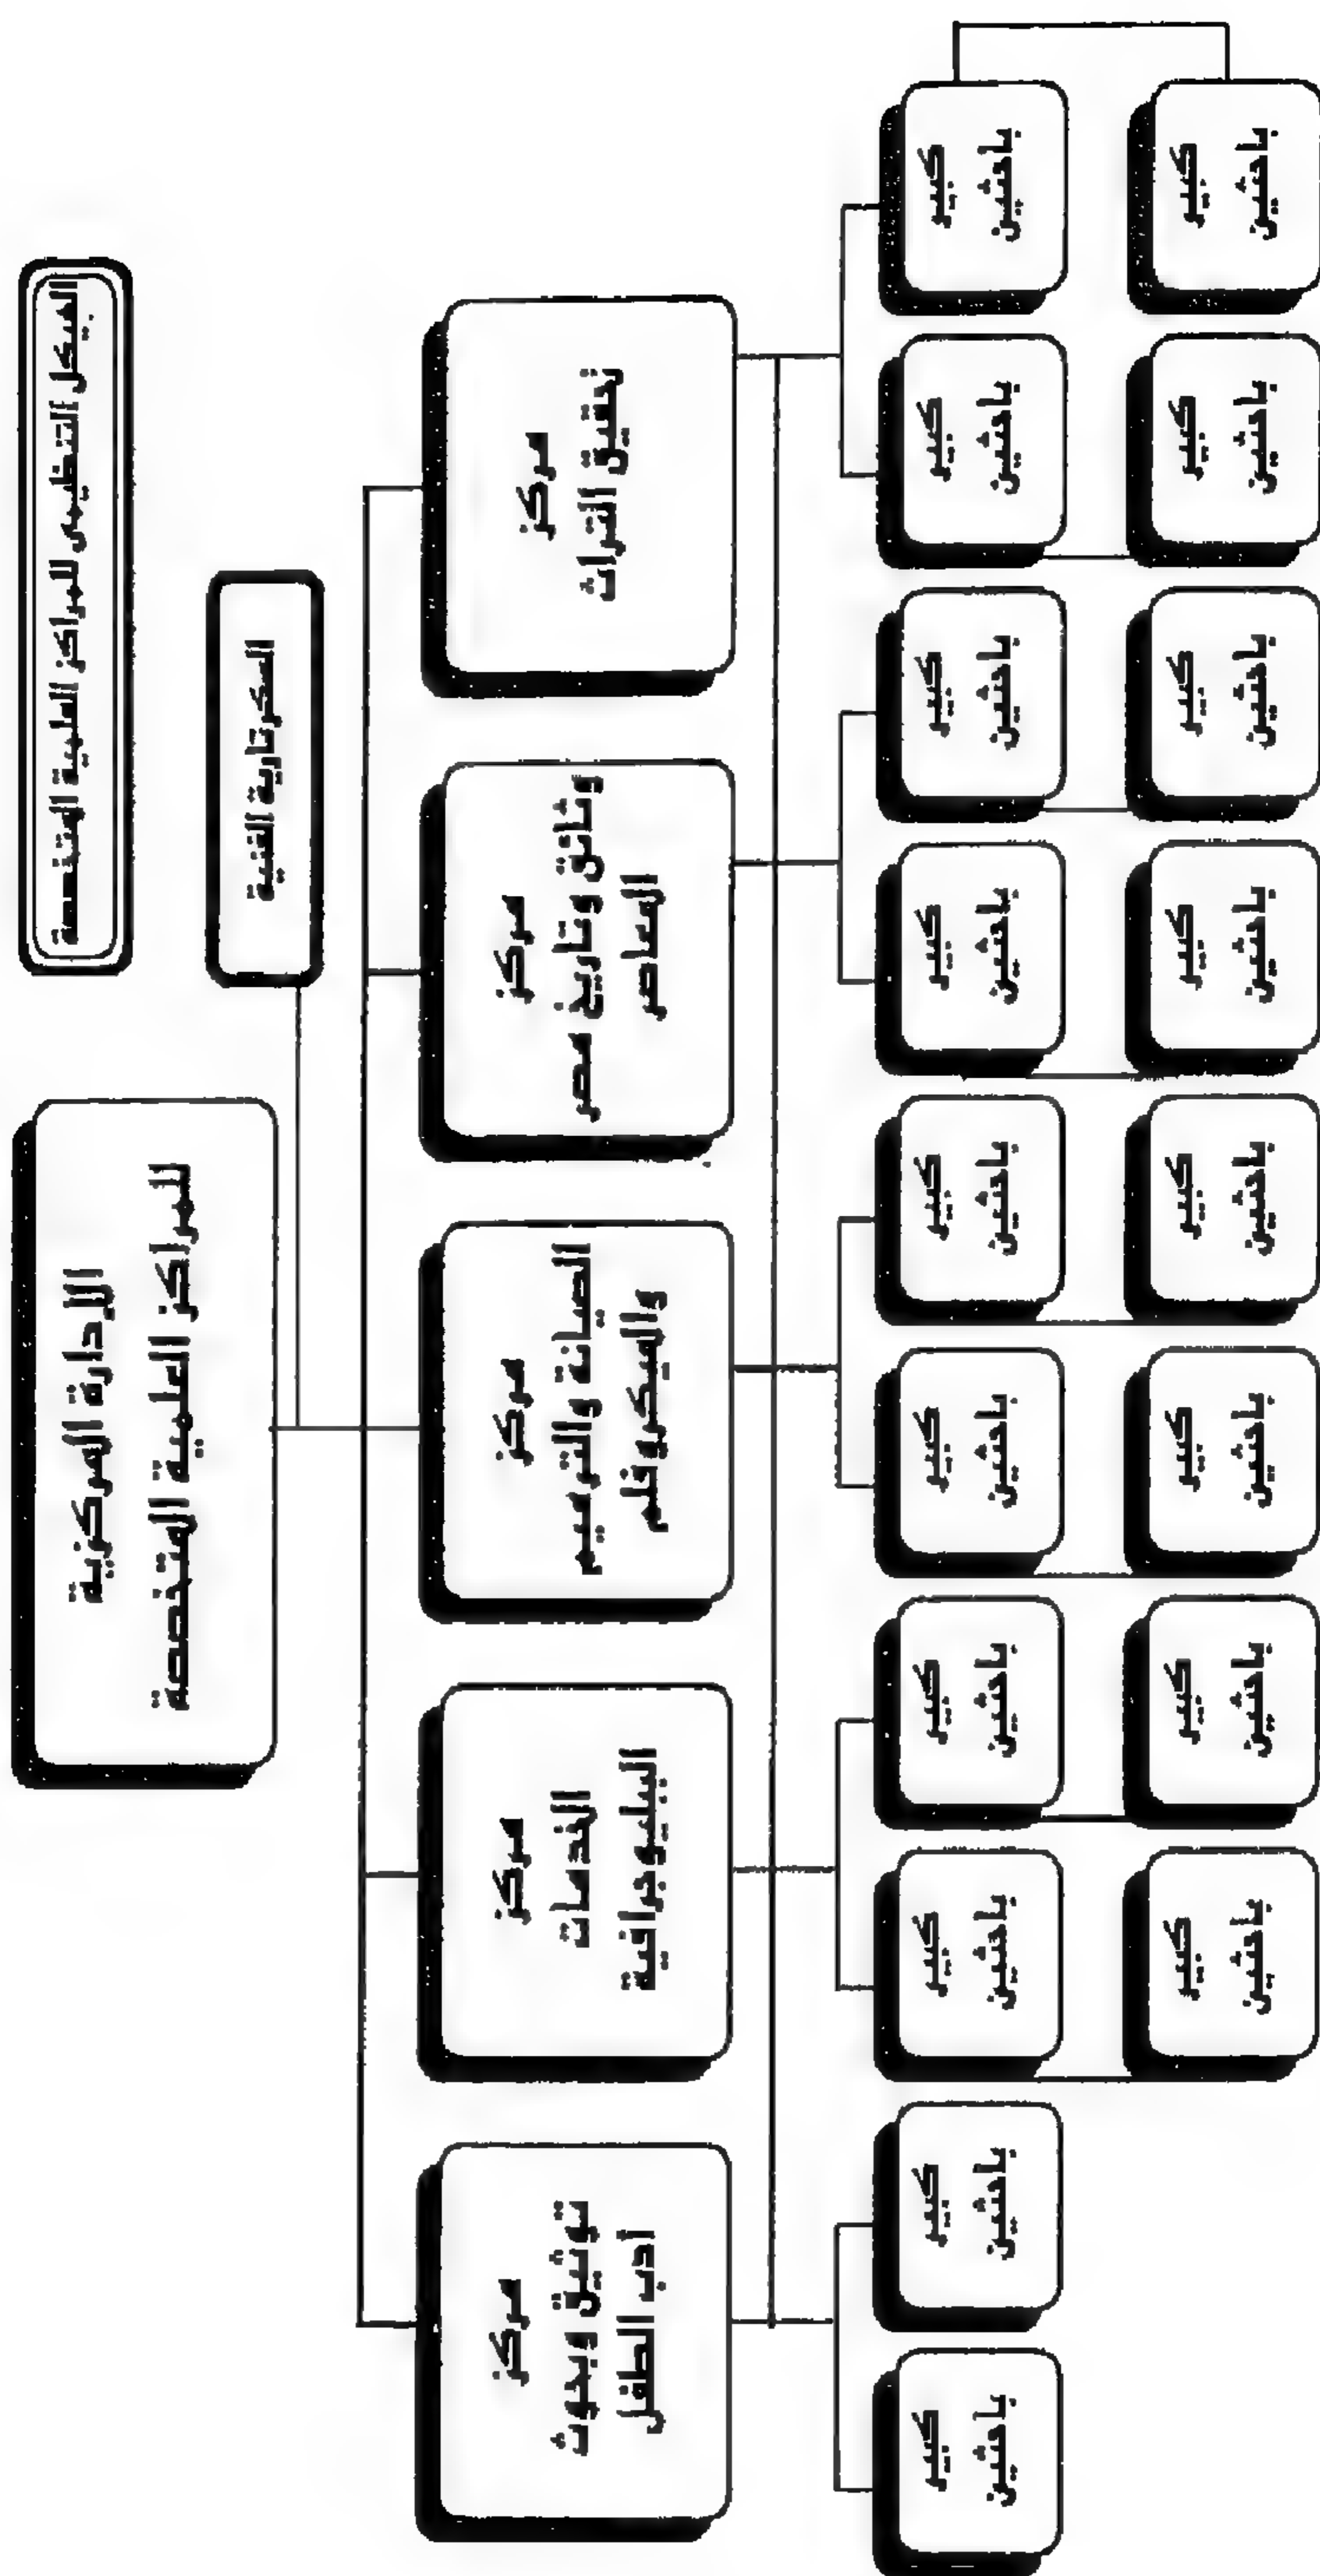 الهيكل التنظيمى للمراكز العلمية المتخصصة
الإدارة المركزية
للمراكز العلمية المتخصصة
السكرتارية الفنية
مركز
تحقيق التراث
مركز
وثائق وتاريخ مصر
المعاصر
مركز
الصيانة والترميم
والميكروفلم
مركز
الخدمات
الببليوجرافية
مركز
توثيق وبحوث
أدب الطفل
كبير
باحثين
كبير
باحثين
كبير
باحثين
كبير
باحثين
كبير
باحثين
كبير
باحثين
كبير
باحثين
كبير
باحثين
كبير
باحثين
كبير
باحثين
كبير
باحثين
كبير
باحثين
كبير
باحثين
كبير
باحثين
كبير
باحثين
كبير
باحثين
كبير
باحثين
كبير
باحثين